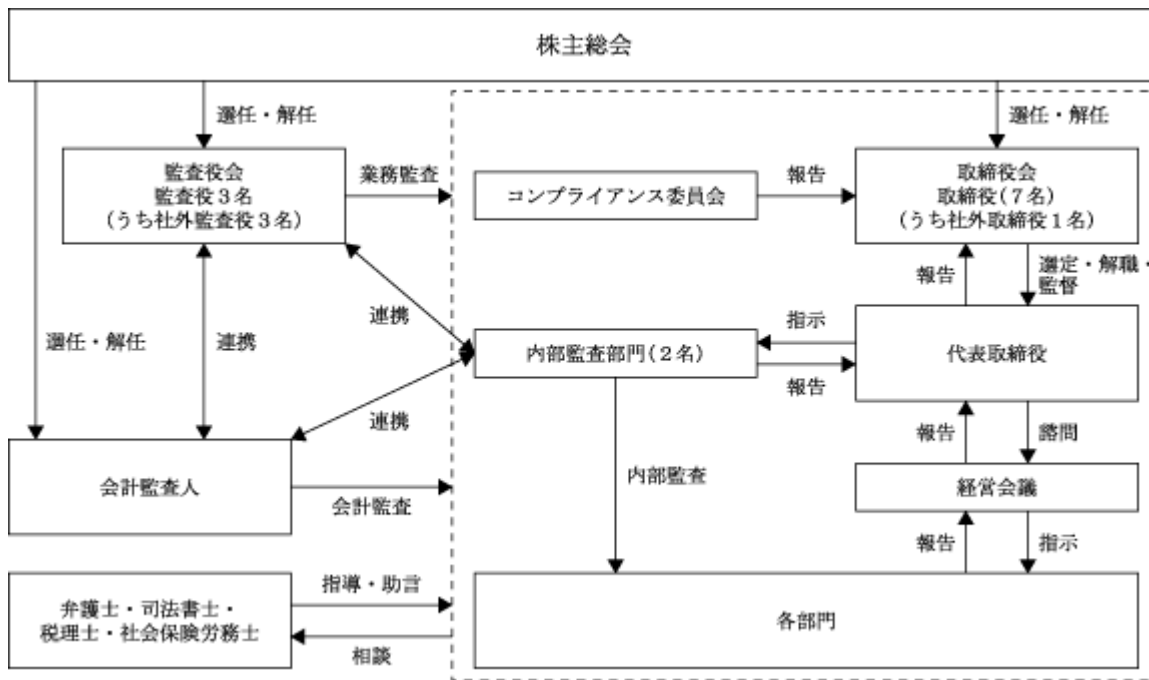 株主総会
選任・解任
選任・解任
監査役会
監査役3名
(うち社外監査役3名)
業務監査
コンプライアンス委員会
報告
取締役会
取締役(7名)
(うち社外取締役1名)
報告
選定・解職・
監督
連携
選任・解任
連携
内部監査部門(2名)
指示
報告
代表取締役
連携
報告
諮問
会計監査人
会計監査
内部監査
経営会議
報告
指示
弁護士・司法書士・
税理士・社会保険労務士
指導・助言
相談
各部門